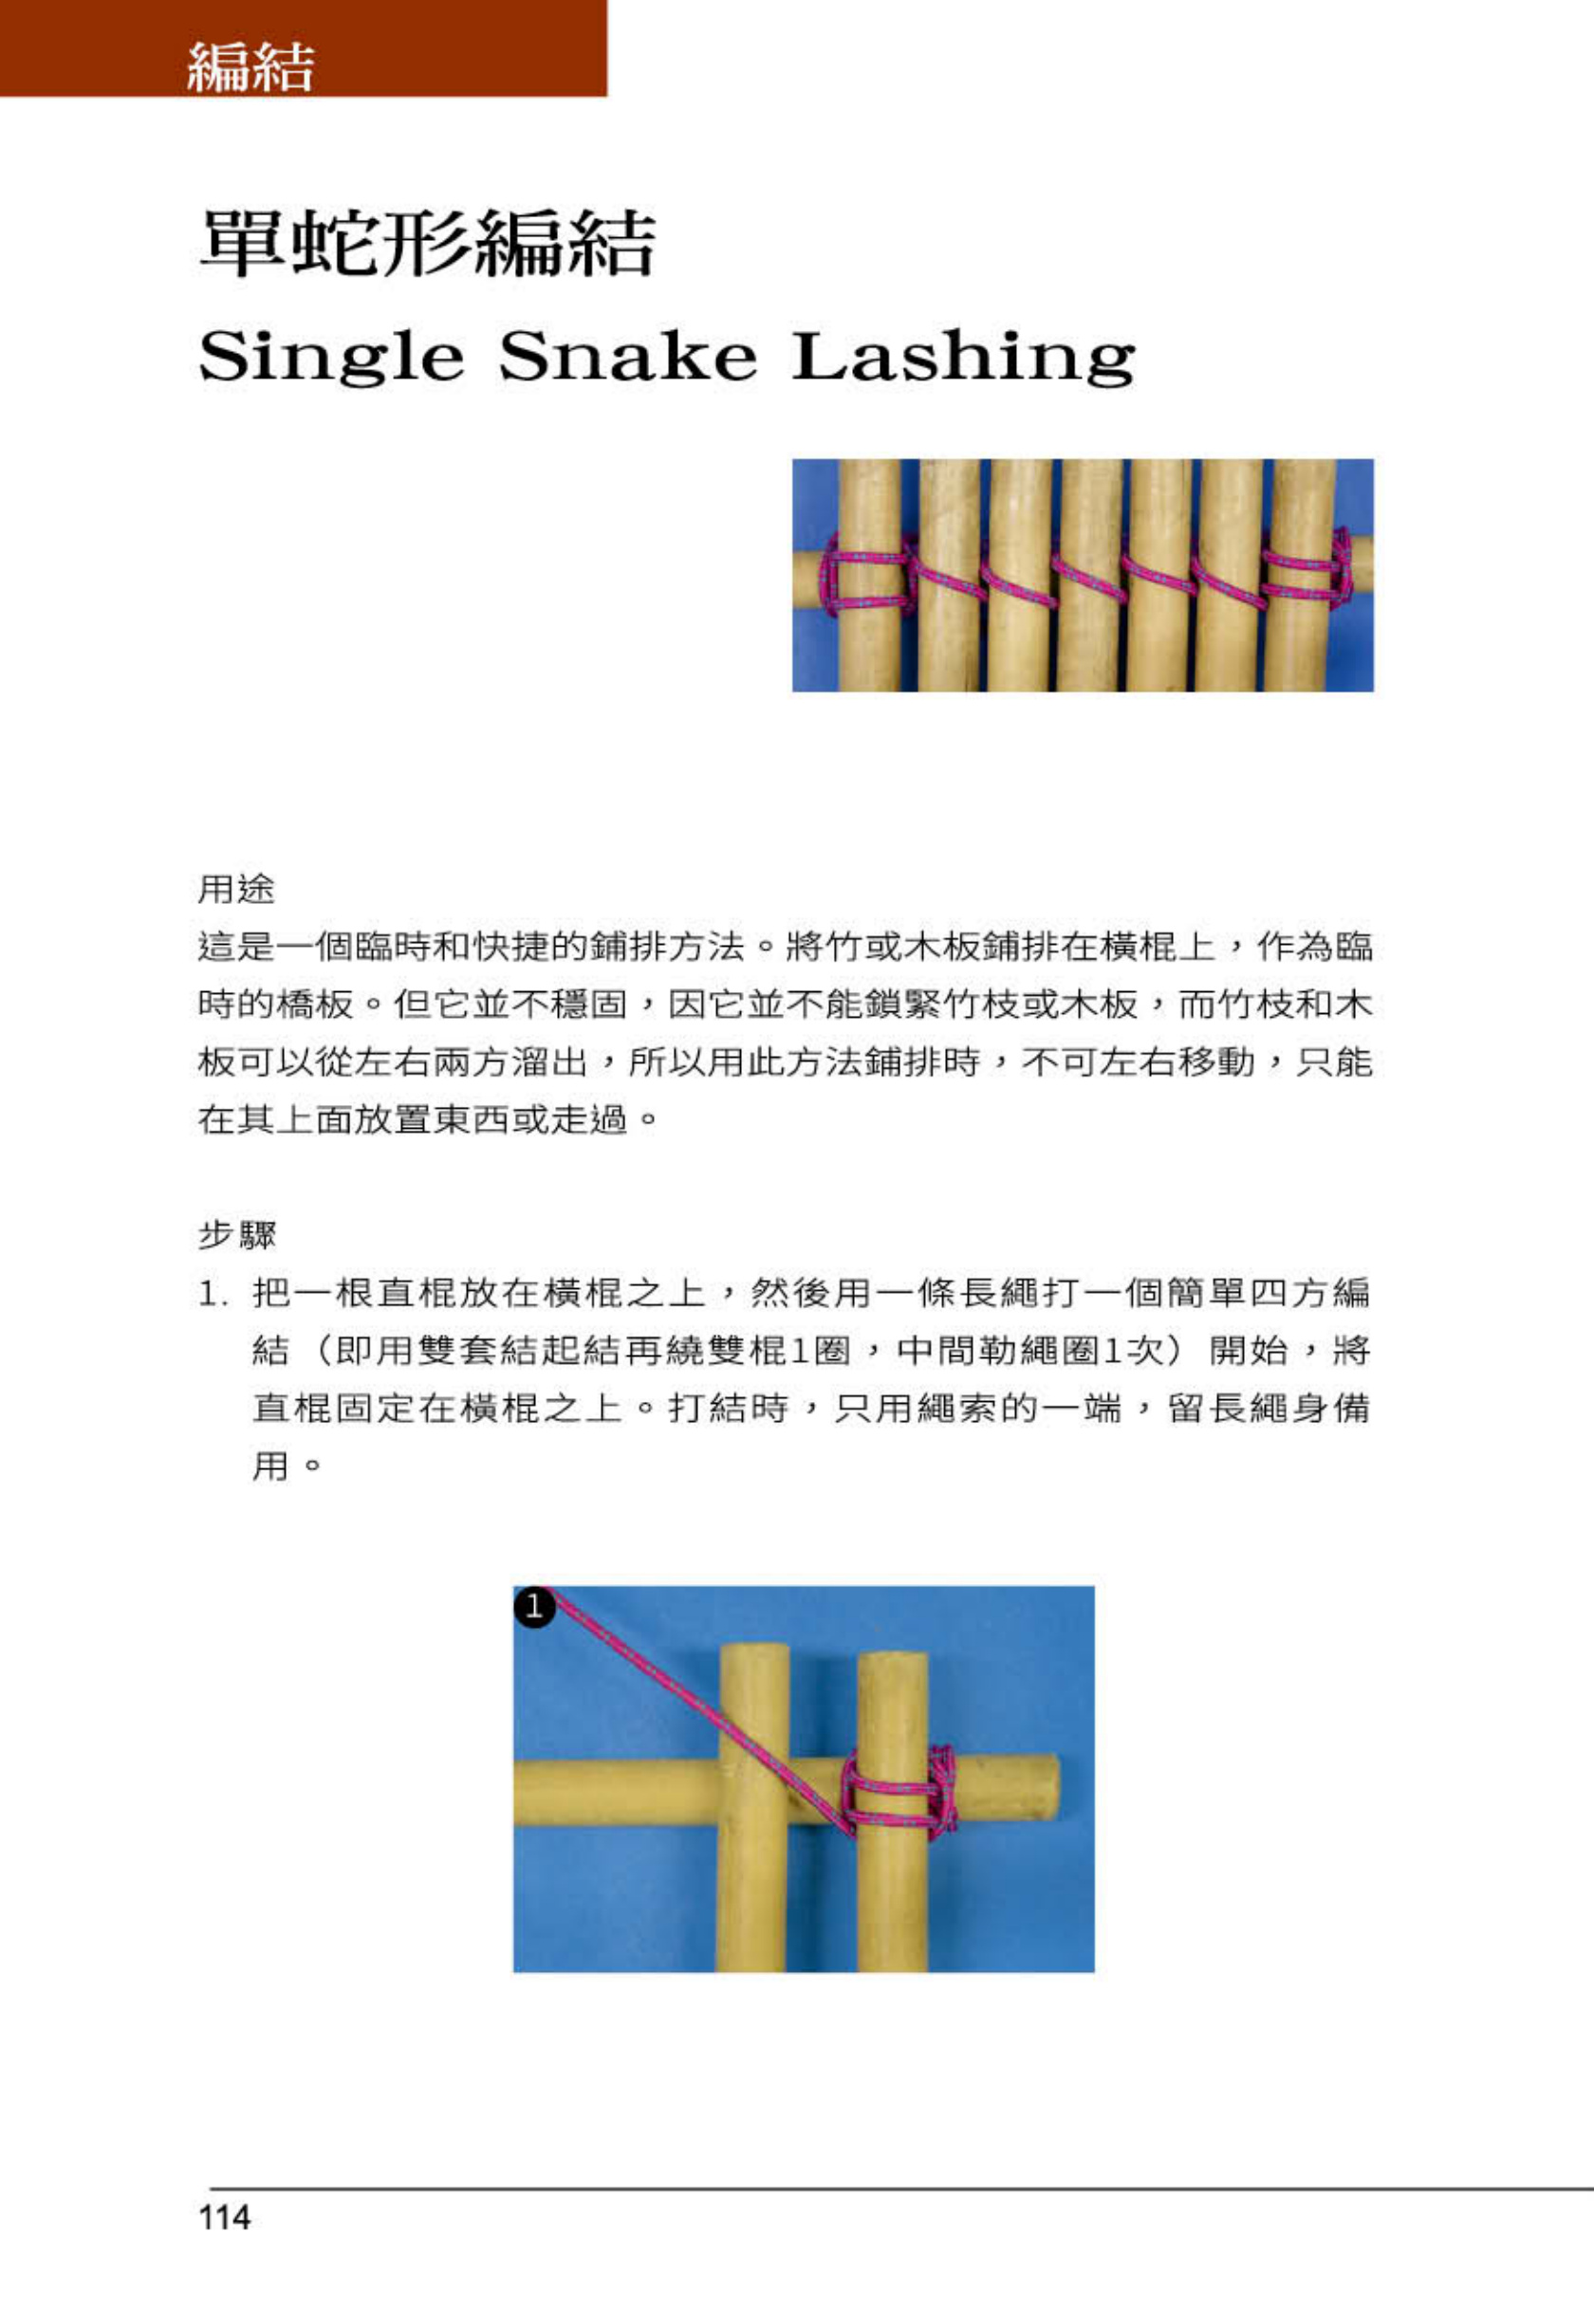 編結
單蛇形編結
Single Snake Lashing
用途
這是一個臨時和快捷的鋪排方法。將竹或木板鋪排在橫棍上，作為臨
時的橋板。但它並不穩固，因它並不能鎖緊竹枝或木板，而竹枝和木
板可以從左右兩方溜出，所以用此方法鋪排時，不可左右移動，只能
在其上面放置東西或走過。
步驟
1. 把一根直棍放在橫棍之上，然後用一條長繩打一個簡單四方編
結（即用雙套結起結再繞雙棍1圈，中間勒繩圈1次）開始，將
直棍固定在橫棍之上。打結時，只用繩索的一端，留長繩身備
用。
1
114